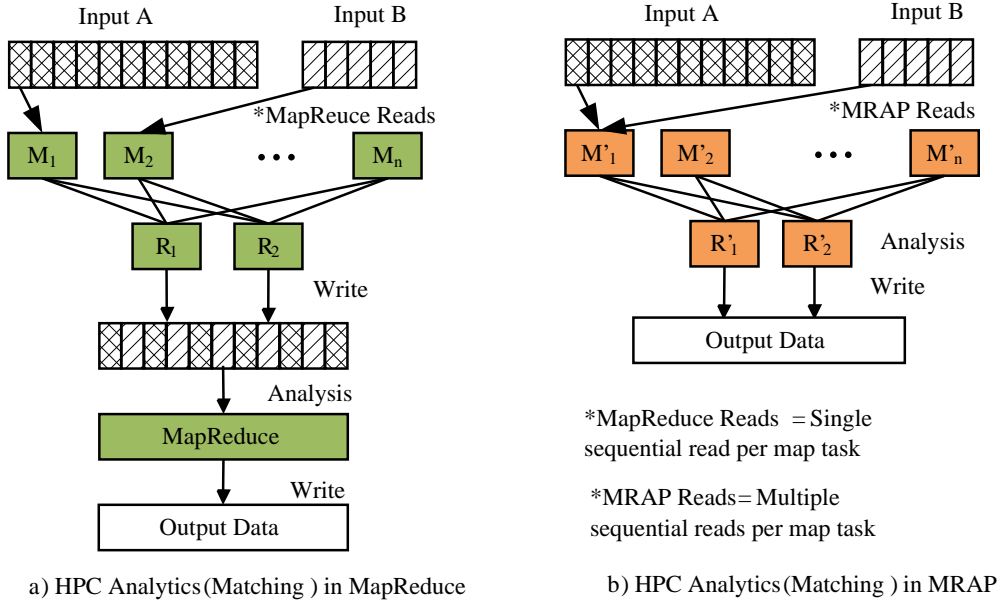 Input A
Input B
*MapReuce Reads
M1
M2
...
Mn
R1
R2
Write
Analysis
MapReduce
Write
Output Data
a) HPC Analytics (Matching ) in MapReduce
Input A
Input B
*MRAP Reads
M'1
M'2
...
M'n
R'1
R'2
Analysis
Write
Output Data
*MapReduce Reads = Single
sequential read per map task
*MRAP Reads= Multiple
sequential reads per map task
b) HPC Analytics (Matching ) in MRAP